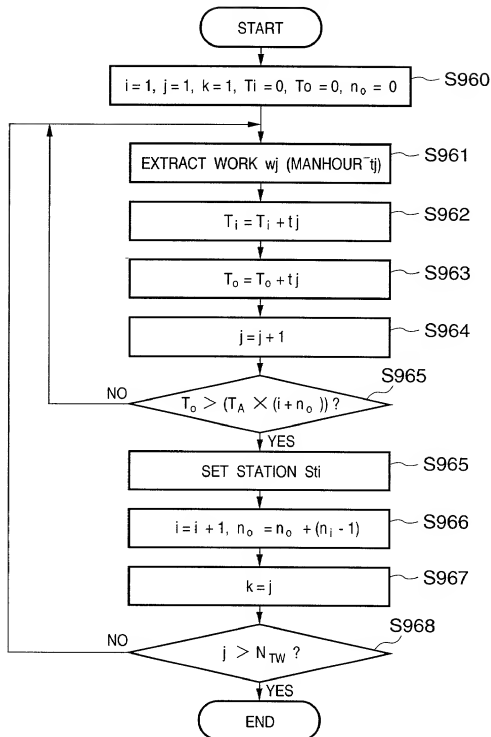 START
i = 1, j = 1, k = 1, Ti = 0, To = 0, no = 0
S960
EXTRACT WORK wj (MANHOUR‾tj)
S961
Ti = Ti + tj
S962
To = To + tj
S963
j = j + 1
S964
S965
NO
To > (TA × (i + no))?
YES
SET STATION Sti
S965
i = i + 1, no = no + (ni - 1)
S966
k = j
S967
S968
NO
j > NTW ?
YES
END